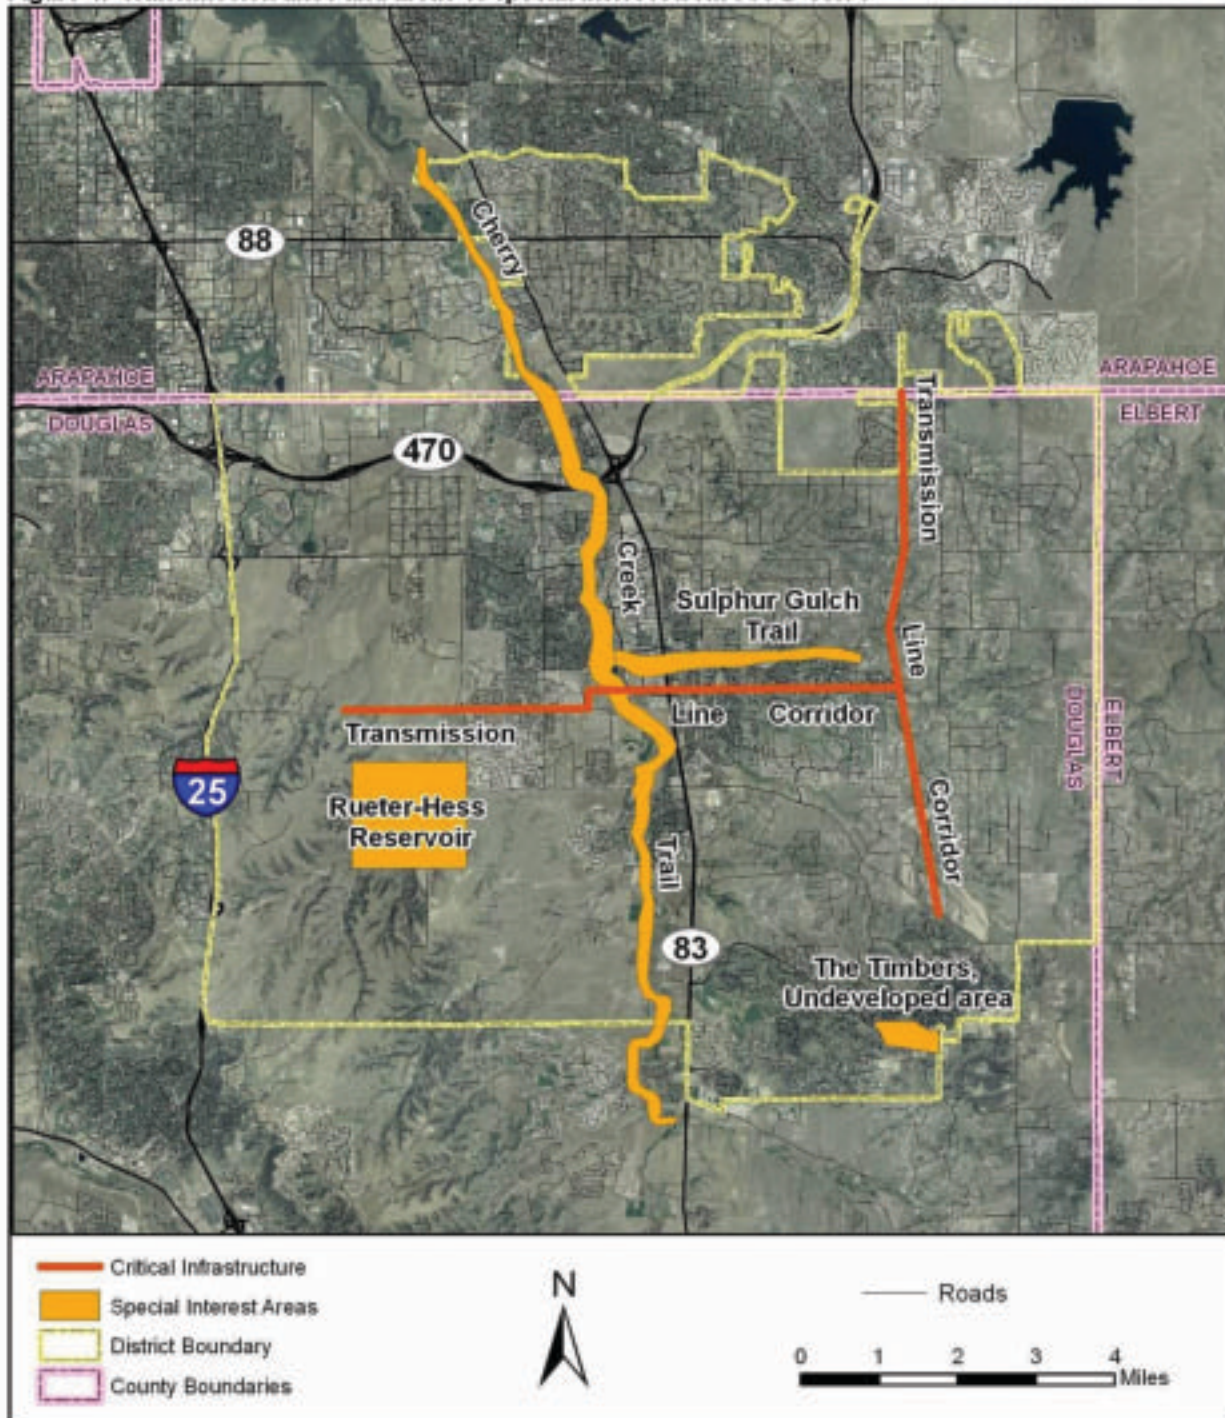 Cherry
88
ARAPAHOE
ARAPAHOE
DOUGLAS
ELBERT
470
Transmission
Creek
Sulphur Gulch
Trail
Line
Line
Corridor
Transmission
DOUGLAS
ELBERT
25
Rueter-Hess
Reservoir
Corridor
Trail
83
The Timbers,
Undeveloped area
Critical Infrastructure
Special Interest Areas
District Boundary
County Boundaries
N
Roads
0 1 2 3 4
Miles